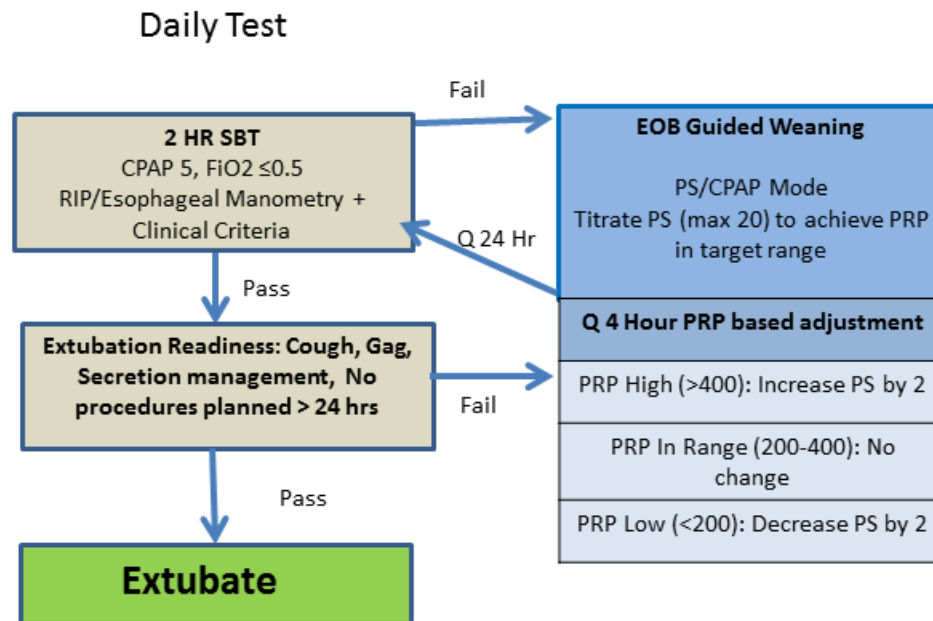 Daily Test
Fail
2 HR SBT
CPAP 5, FiO2 ≤0.5
RIP/Esophageal Manometry +
Clinical Criteria
EOB Guided Weaning
PS/CPAP Mode
Titrate PS (max 20) to achieve PRP
in target range
Q 24 Hr
Pass
Q 4 Hour PRP based adjustment
Extubation Readiness: Cough, Gag,
Secretion management, No
procedures planned > 24 hrs
Fail
PRP High (>400): Increase PS by 2
PRP In Range (200-400): No
change
PRP Low (<200): Decrease PS by 2
Pass
Extubate